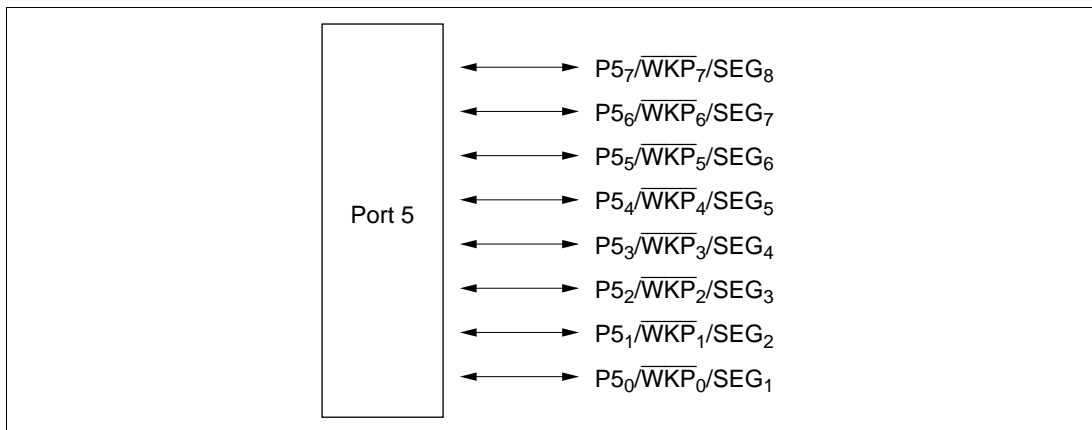 P5₇/W̅K̅P̅₇/SEG₈
P5₆/W̅K̅P̅₆/SEG₇
P5₅/W̅K̅P̅₅/SEG₆
P5₄/W̅K̅P̅₄/SEG₅
Port 5
P5₃/W̅K̅P̅₃/SEG₄
P5₂/W̅K̅P̅₂/SEG₃
P5₁/W̅K̅P̅₁/SEG₂
P5₀/W̅K̅P̅₀/SEG₁